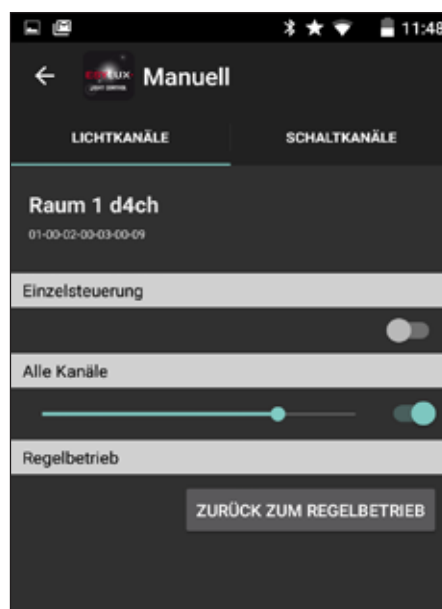 11:48
Manuell
LICHTKANÄLE SCHALTKANÄLE
Raum 1 d4ch
01-00-02-00-03-00-09
Einzelsteuerung
Alle Kanäle
Regelbetrieb
ZURÜCK ZUM REGELBETRIEB